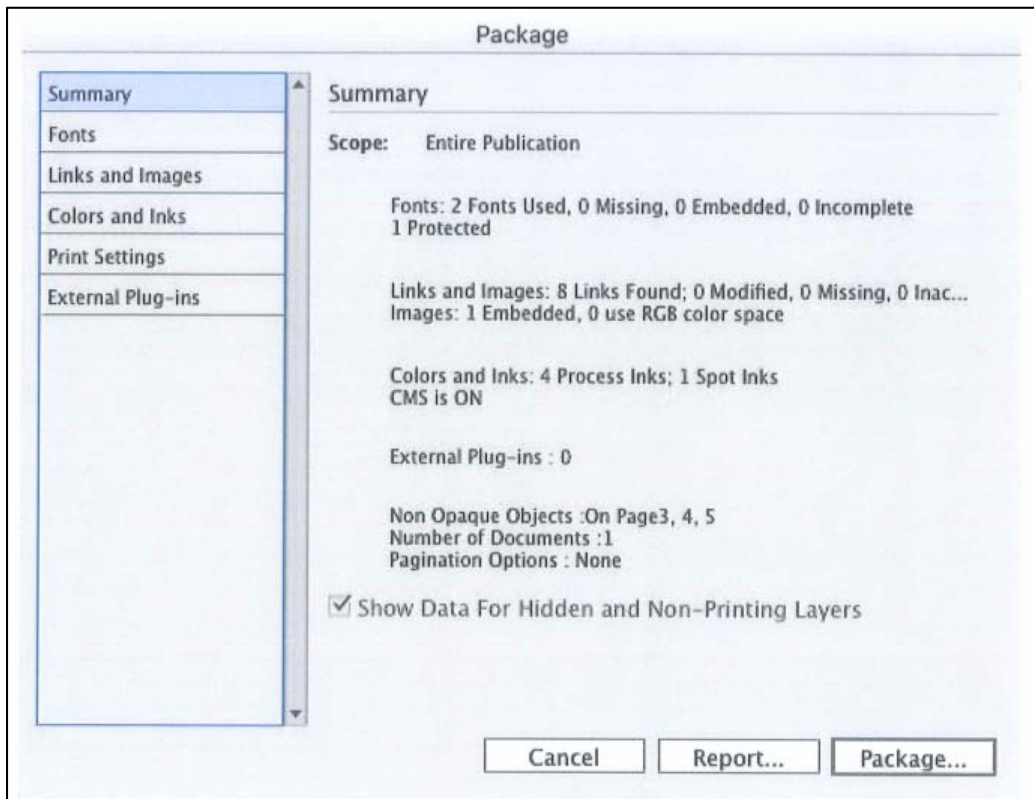 Package
Summary
Fonts
Links and Images
Colors and Inks
Print Settings
External Plug-ins
Summary
Scope: Entire Publication
Fonts: 2 Fonts Used, 0 Missing, 0 Embedded, 0 Incomplete
1 Protected
Links and Images: 8 Links Found; 0 Modified, 0 Missing, 0 Inac...
Images: 1 Embedded, 0 use RGB color space
Colors and Inks: 4 Process Inks; 1 Spot Inks
CMS is ON
External Plug-ins : 0
Non Opaque Objects :On Page3, 4, 5
Number of Documents :1
Pagination Options : None
Show Data For Hidden and Non-Printing Layers
Cancel Report... Package...